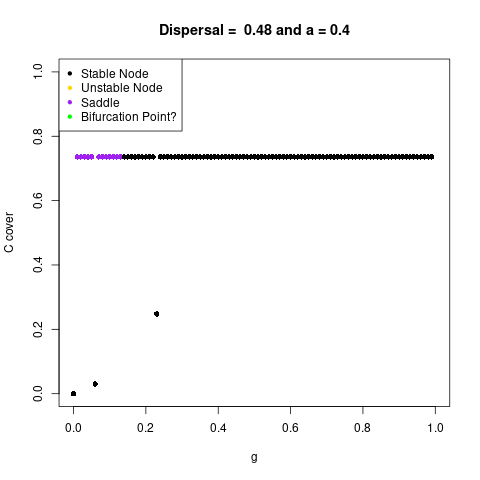 Dispersal = 0.48 and a = 0.4
Stable Node
Unstable Node
Saddle
Bifurcation Point?
C cover
1.0
0.8
0.6
0.4
0.2
0.0
0.0 0.2 0.4 0.6 0.8 1.0
g